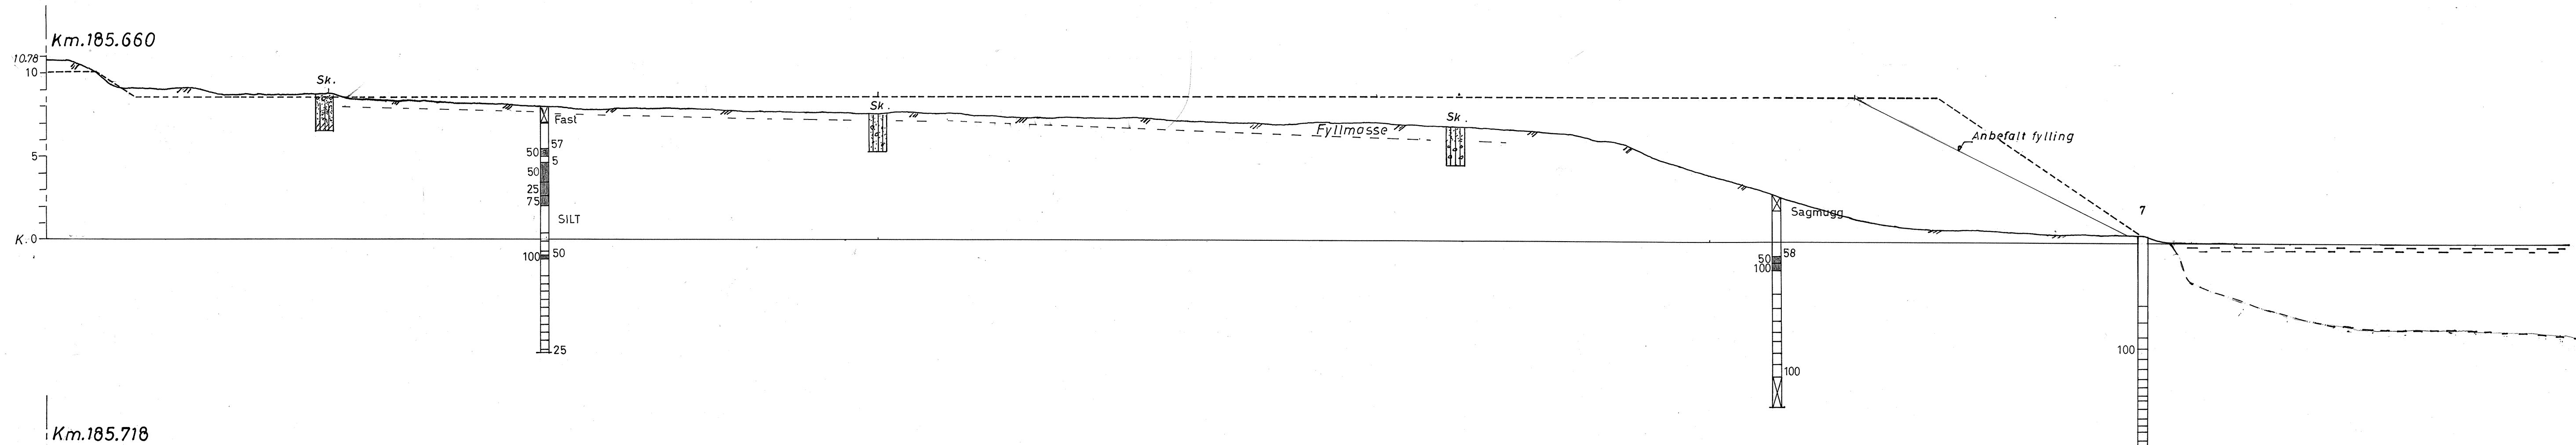 Km.185.660
10.78
10
Sk.
Sk.
Sk.
Fast
Fyllmasse
Anbefalt fylling
57
50
5
5
50
25
75
SILT
Sagmugg
7
K. 0
50
100
58
50
100
25
100
100
Km.185.718